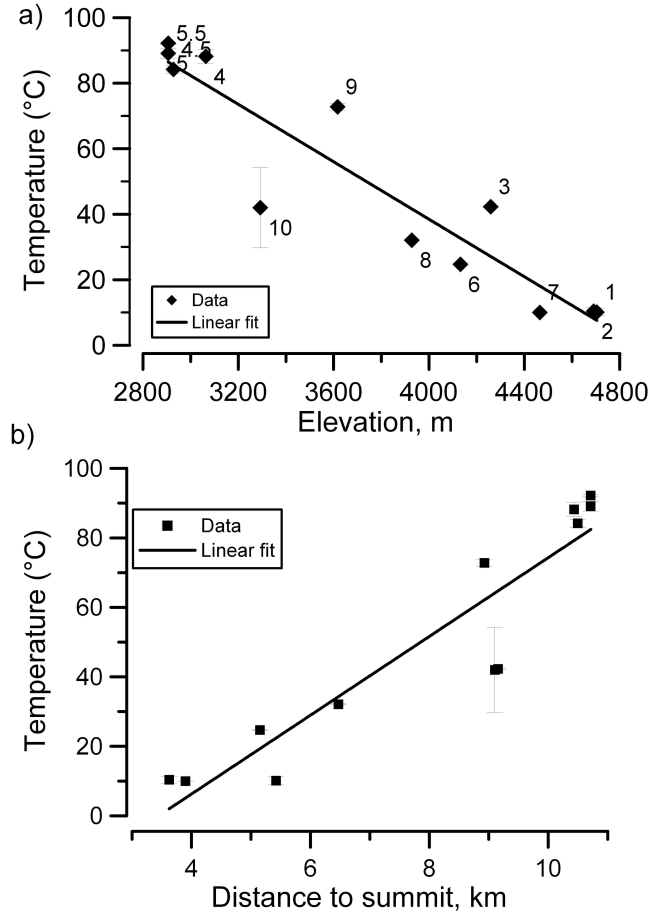 a)
100
80
60
40
20
0
Temperature (°C)
5.5
4.5
5
4
9
3
10
8
6
7
1
2
Data
Linear fit
2800 3200 3600 4000 4400 4800
Elevation, m
b)
100
80
60
40
20
0
Temperature (°C)
Data
Linear fit
4 6 8 10
Distance to summit, km